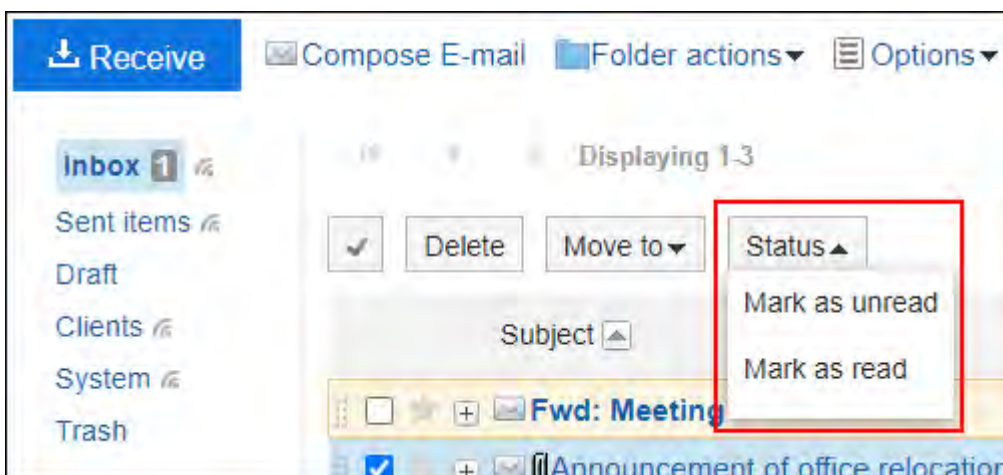 Receive Compose E-mail Folder actions Options
Inbox 1
Displaying 1-3
Sent items
Draft
Clients
System
Trash
Delete Move to Status
Mark as unread
Mark as read
Subject
Fwd: Meeting
Announcement of office relocation